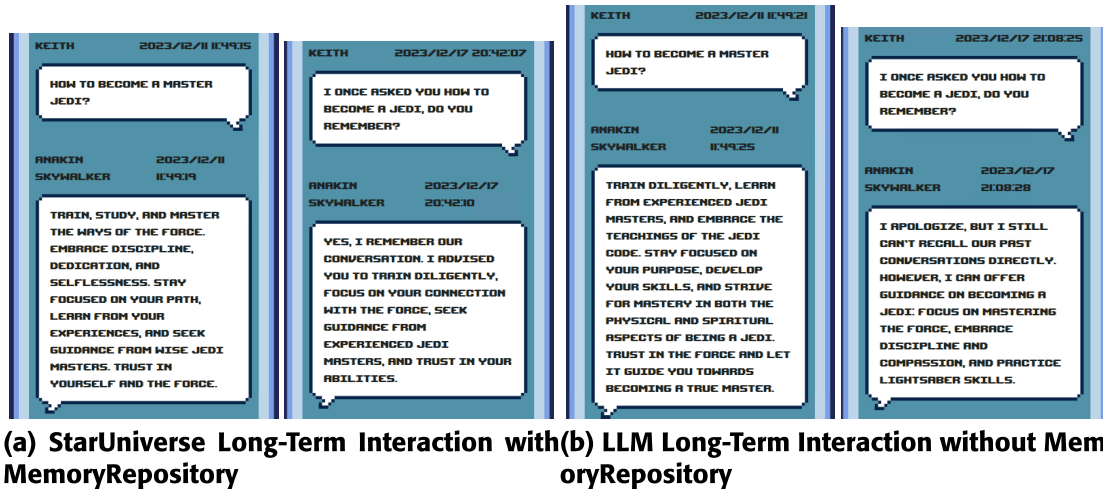 KEITH 2023/12/11 11:49:15
HOW TO BECOME A MASTER
JEDI?
ANAKIN 2023/12/11
SKYWALKER 11:49:19
TRAIN, STUDY, AND MASTER
THE WAYS OF THE FORCE.
EMBRACE DISCIPLINE,
DEDICATION, AND
SELFLESSNESS. STAY
FOCUSED ON YOUR PATH,
LEARN FROM YOUR
EXPERIENCES, AND SEEK
GUIDANCE FROM WISE JEDI
MASTERS. TRUST IN
YOURSELF AND THE FORCE.
KEITH 2023/12/17 20:42:07
I ONCE ASKED YOU HOW TO
BECOME A JEDI, DO YOU
REMEMBER?
ANAKIN 2023/12/17
SKYWALKER 20:42:10
YES, I REMEMBER OUR
CONVERSATION. I ADVISED
YOU TO TRAIN DILIGENTLY,
FOCUS ON YOUR CONNECTION
WITH THE FORCE, SEEK
GUIDANCE FROM
EXPERIENCED JEDI
MASTERS, AND TRUST IN YOUR
ABILITIES.
(a) StarUniverse Long-Term Interaction with
MemoryRepository
KEITH 2023/12/11 11:49:21
HOW TO BECOME A MASTER
JEDI?
ANAKIN 2023/12/11
SKYWALKER 11:49:25
TRAIN DILIGENTLY, LEARN
FROM EXPERIENCED JEDI
MASTERS, AND EMBRACE THE
TEACHINGS OF THE JEDI
CODE. STAY FOCUSED ON
YOUR PURPOSE, DEVELOP
YOUR SKILLS, AND STRIVE
FOR MASTERY IN BOTH THE
PHYSICAL AND SPIRITUAL
ASPECTS OF BEING A JEDI.
TRUST IN THE FORCE AND LET
IT GUIDE YOU TOWARDS
BECOMING A TRUE MASTER.
KEITH 2023/12/17 21:08:25
I ONCE ASKED YOU HOW TO
BECOME A JEDI, DO YOU
REMEMBER?
ANAKIN 2023/12/17
SKYWALKER 21:08:28
I APOLOGIZE, BUT I STILL
CAN'T RECALL OUR PAST
CONVERSATIONS DIRECTLY.
HOWEVER, I CAN OFFER
GUIDANCE ON BECOMING A
JEDI: FOCUS ON MASTERING
THE FORCE, EMBRACE
DISCIPLINE AND
COMPASSION, AND PRACTICE
LIGHTSABER SKILLS.
(b) LLM Long-Term Interaction without Mem
oryRepository